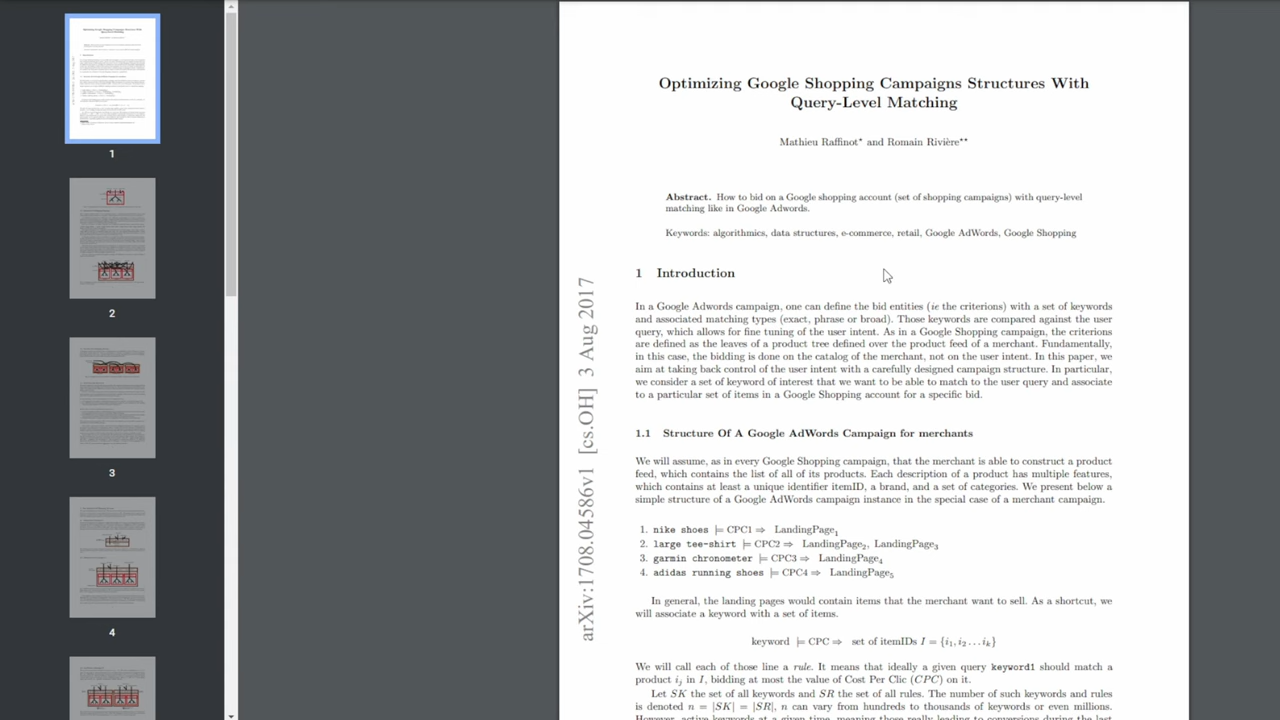 Optimizing Google Shopping Campaigns Structures With
Query-Level Matching
Mathieu Raffinot* and Romain Rivière**
Abstract. How to bid on a Google shopping account (set of shopping campaigns) with query-level
matching like in Google Adwords.
Keywords: algorithmics, data structures, e-commerce, retail, Google AdWords, Google Shopping
1 Introduction
In a Google Adwords campaign, one can define the bid entities (ie the criterions) with a set of keywords
and associated matching types (exact, phrase or broad). Those keywords are compared against the user
query, which allows for fine tuning of the user intent. As in a Google Shopping campaign, the criterions
are defined as the leaves of a product tree defined over the product feed of a merchant. Fundamentally,
in this case, the bidding is done on the catalog of the merchant, not on the user intent. In this paper, we
aim at taking back control of the user intent with a carefully designed campaign structure. In particular,
we consider a set of keyword of interest that we want to be able to match to the user query and associate
to a particular set of items in a Google Shopping account for a specific bid.
1.1 Structure Of A Google AdWords Campaign for merchants
We will assume, as in every Google Shopping campaign, that the merchant is able to construct a product
feed, which contains the list of all of its products. Each description of a product has multiple features,
which contains at least a unique identifier itemID, a brand, and a set of categories. We present below a
simple structure of a Google AdWords campaign instance in the special case of a merchant campaign.
1. nike shoes ⊨ CPC1 ⇒ LandingPage₁
2. large tee-shirt ⊨ CPC2 ⇒ LandingPage₂, LandingPage₃
3. garmin chronometer ⊨ CPC3 ⇒ LandingPage₄
4. adidas running shoes ⊨ CPC4 ⇒ LandingPage₅
In general, the landing pages would contain items that the merchant want to sell. As a shortcut, we
will associate a keyword with a set of items.
keyword ⊨ CPC ⇒ set of itemIDs I = {i₁, i₂ . . . iₖ}
We will call each of those line a rule. It means that ideally a given query keyword1 should match a
product iⱼ in I, bidding at most the value of Cost Per Clic (CPC) on it.
Let SK the set of all keywords and SR the set of all rules. The number of such keywords and rules
is denoted n = |SK| = |SR|, n can vary from hundreds to thousands of keywords or even millions.
However, active keywords at a given time, meaning those really leading to conversions during the last
arXiv:1708.04586v1 [cs.OH] 3 Aug 2017
1
2
3
4